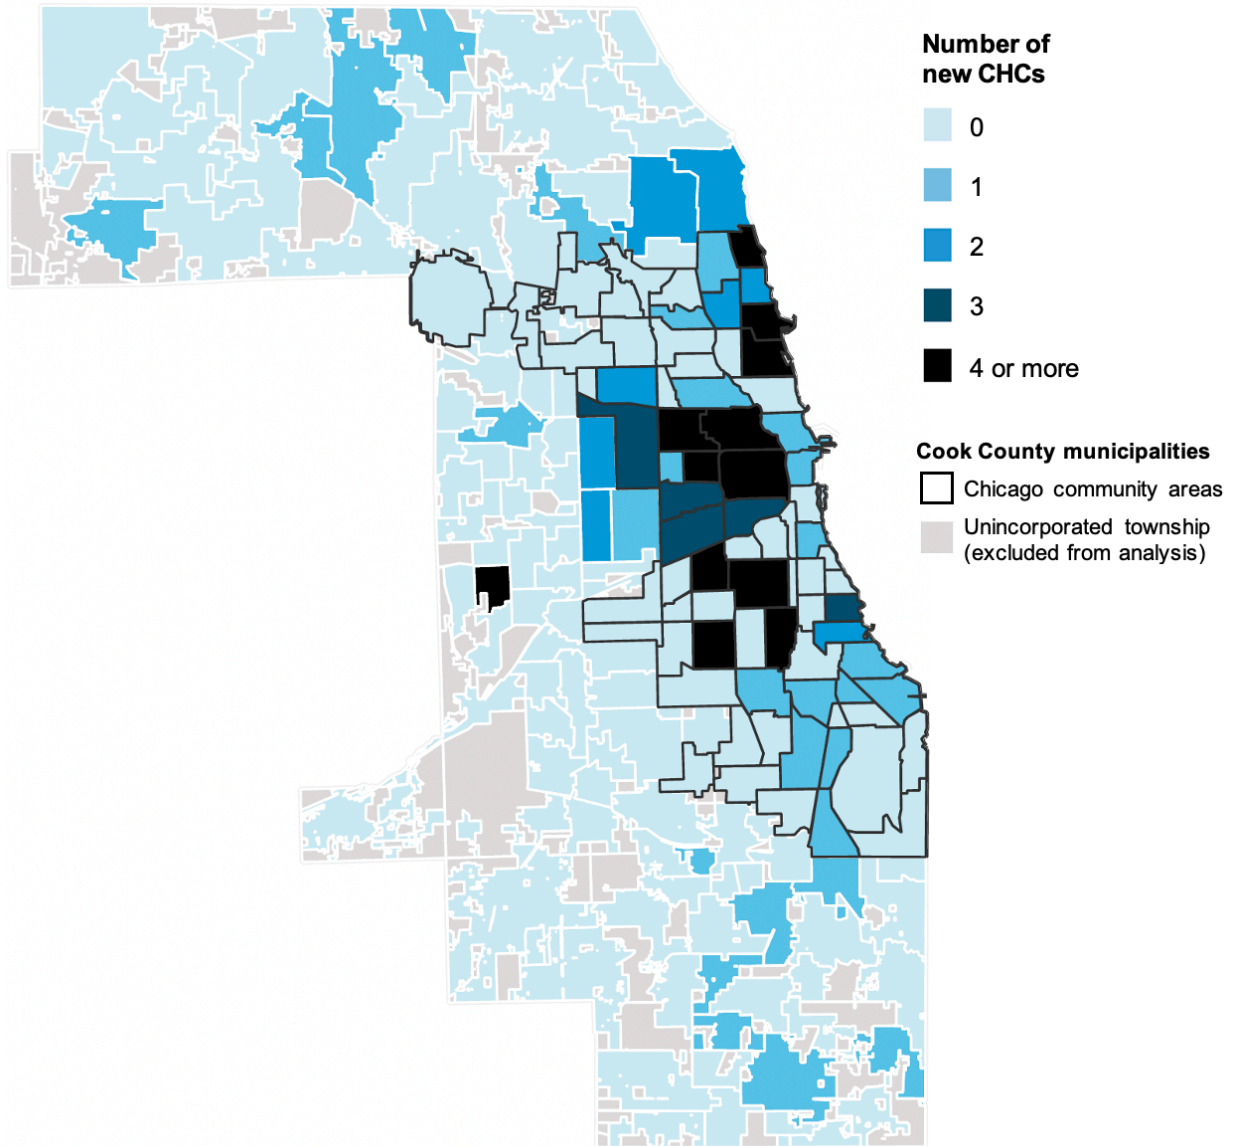 Number of
new CHCs
0
1
2
3
4 or more
Cook County municipalities
Chicago community areas
Unincorporated township
(excluded from analysis)